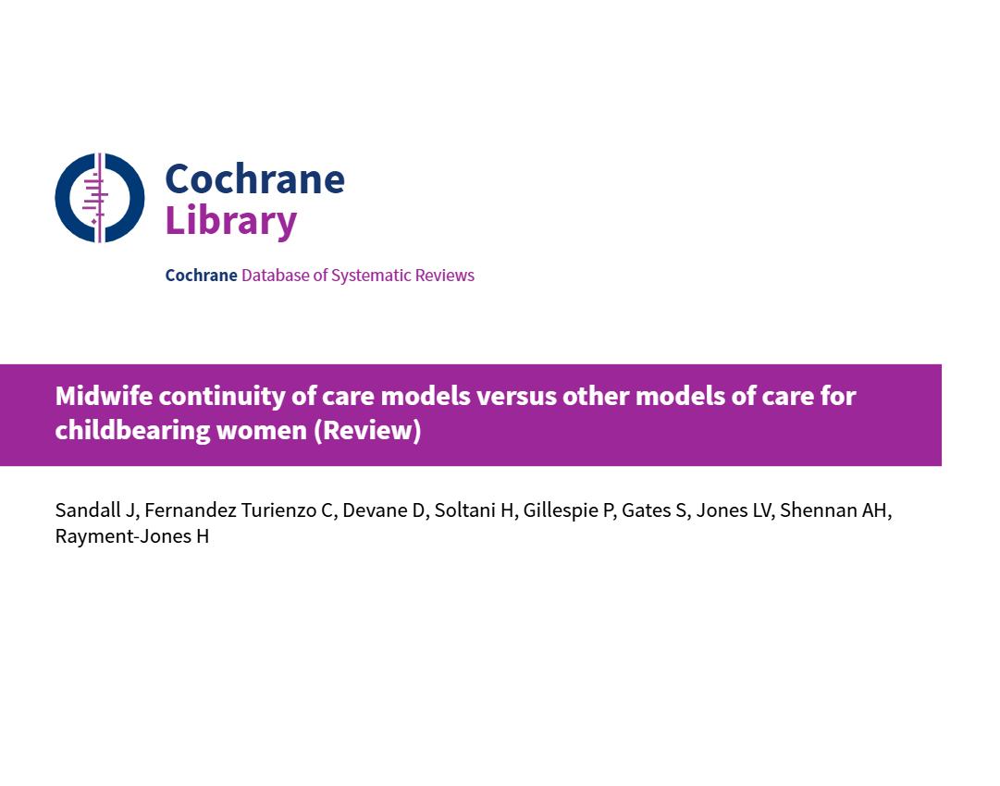 Cochrane
Library
Cochrane Database of Systematic Reviews
Midwife continuity of care models versus other models of care for
childbearing women (Review)
Sandall J, Fernandez Turienzo C, Devane D, Soltani H, Gillespie P, Gates S, Jones LV, Shennan AH,
Rayment-Jones H